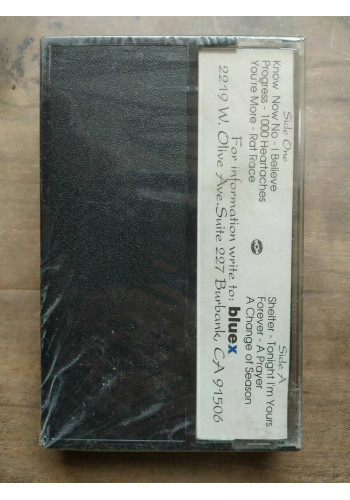 Side One
Know Now No - I Believe
Progress - 1000 Heartaches
You're More - Rat Race
Side A
Shelter - Tonight I'm Yours
Forever - A Prayer
A Change of Season
For information write to: bluex
2219 W. Olive Ave.Suite 227 Burbank, CA 91506